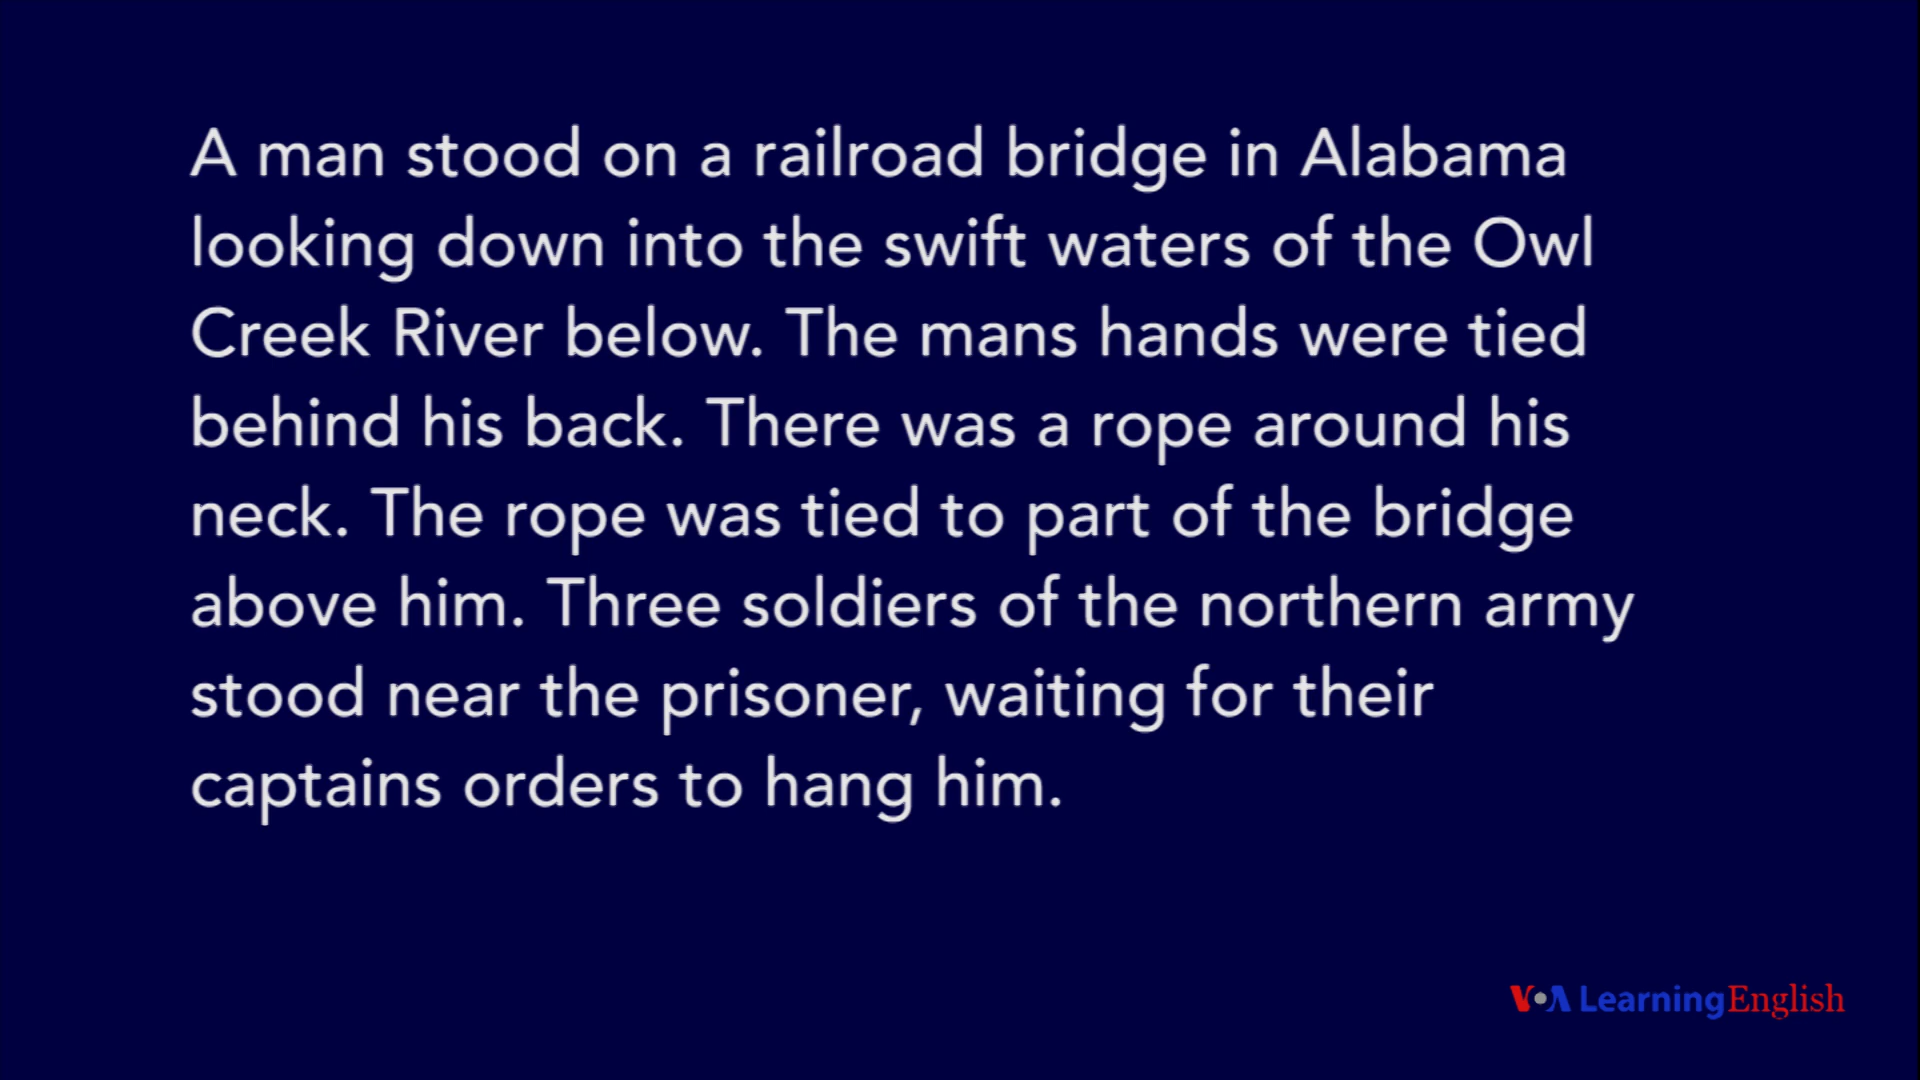 A man stood on a railroad bridge in Alabama
looking down into the swift waters of the Owl
Creek River below. The mans hands were tied
behind his back. There was a rope around his
neck. The rope was tied to part of the bridge
above him. Three soldiers of the northern army
stood near the prisoner, waiting for their
captains orders to hang him.
VOA Learning English